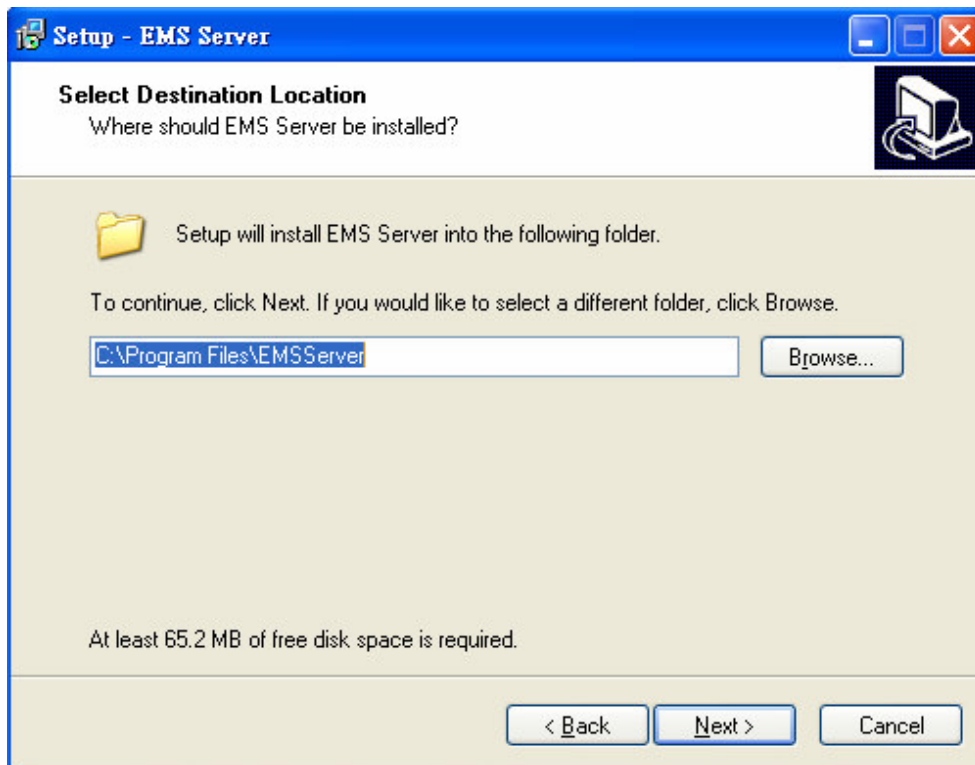 Setup - EMS Server
Select Destination Location
Where should EMS Server be installed?
Setup will install EMS Server into the following folder.
To continue, click Next. If you would like to select a different folder, click Browse.
C:\Program Files\EMSServer
Browse...
At least 65.2 MB of free disk space is required.
< Back
Next >
Cancel